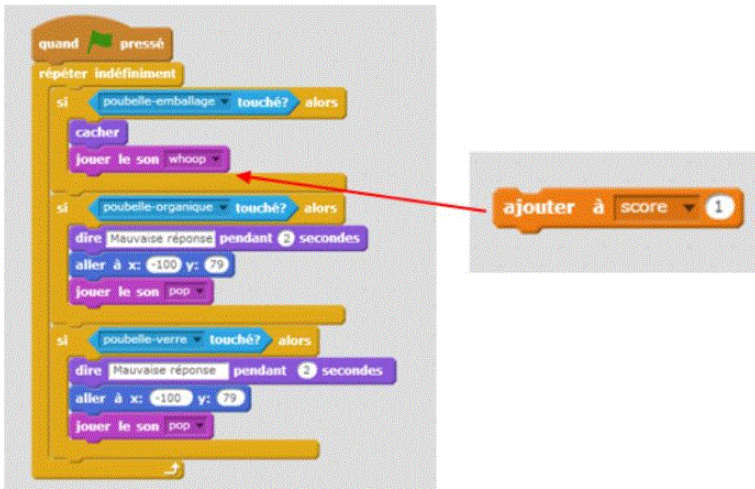 quand pressé
répéter indéfiniment
si poubelle-emballage touché? alors
cacher
jouer le son whoop
si poubelle-organique touché? alors
dire Mauvaise réponse pendant 2 secondes
aller à x: -100 y: 79
jouer le son pop
si poubelle-verre touché? alors
dire Mauvaise réponse pendant 2 secondes
aller à x: -100 y: 79
jouer le son pop
ajouter à score 1